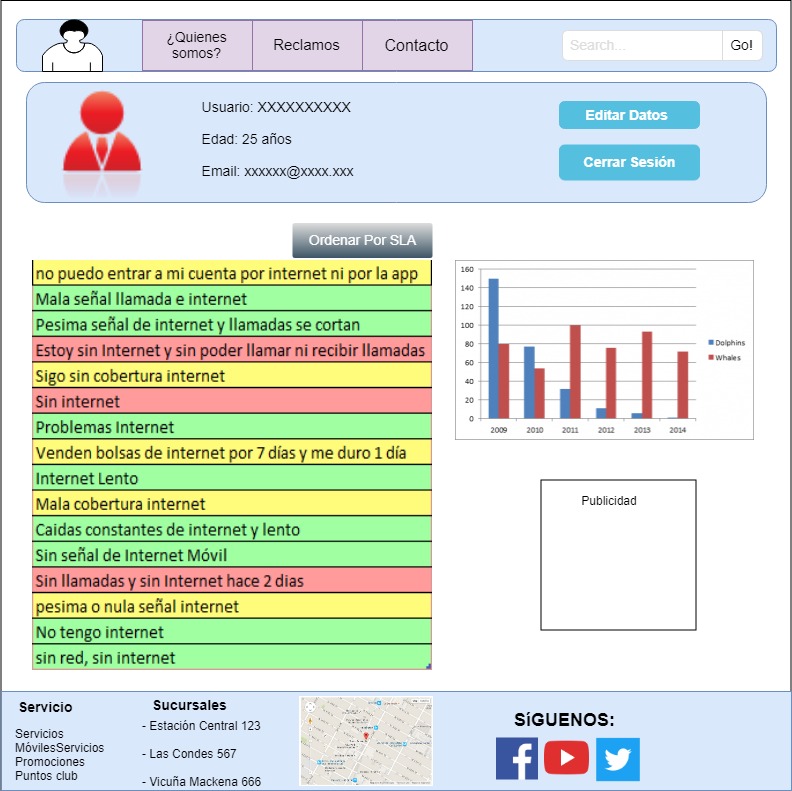 ¿Quienes
somos?
Reclamos
Contacto
Search...
Go!
Usuario: XXXXXXXXXX
Edad: 25 años
Email: xxxxxx@xxxx.xxx
Editar Datos
Cerrar Sesión
Ordenar Por SLA
no puedo entrar a mi cuenta por internet ni por la app
Mala señal llamada e internet
Pesima señal de internet y llamadas se cortan
Estoy sin Internet y sin poder llamar ni recibir llamadas
Sigo sin cobertura internet
Sin internet
Problemas Internet
Venden bolsas de internet por 7 días y me duro 1 día
Internet Lento
Mala cobertura internet
Caidas constantes de internet y lento
Sin señal de Internet Móvil
Sin llamadas y sin Internet hace 2 dias
pesima o nula señal internet
No tengo internet
sin red, sin internet
160
140
120
100
80
60
40
20
0
2009 2010 2011 2012 2013 2014
Dolphins
Whales
Publicidad
Servicio
Servicios
MóvilesServicios
Promociones
Puntos club
Sucursales
- Estación Central 123
- Las Condes 567
- Vicuña Mackena 666
SíGUENOS: